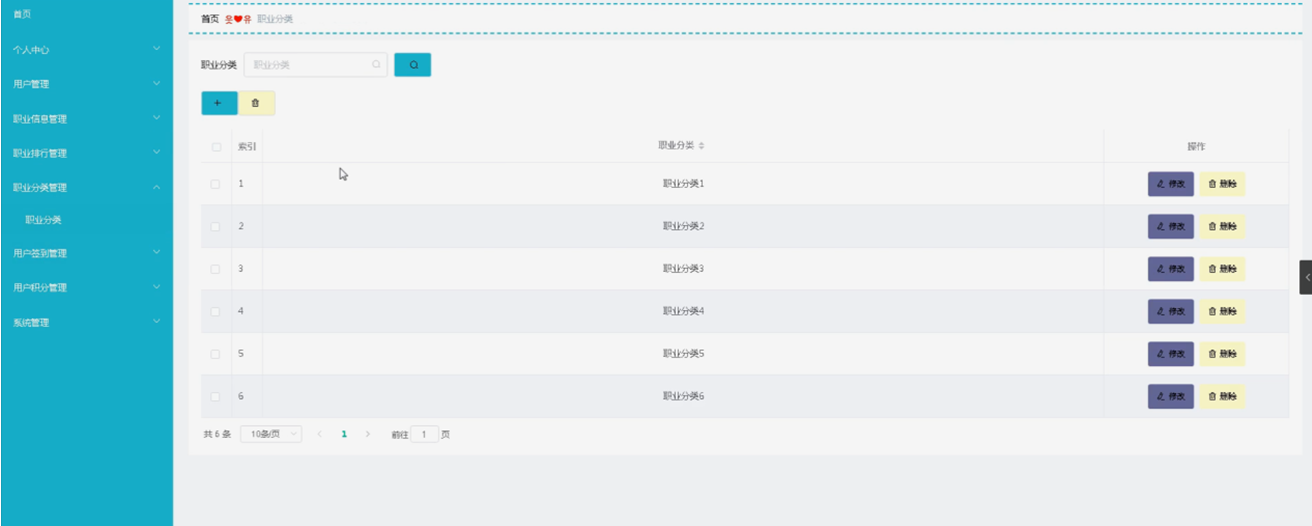 首页
个人中心
用户管理
职业信息管理
职业排行管理
职业分类管理
职业分类
用户签到管理
用户积分管理
系统管理
首页 웃❤유 职业分类
职业分类 职业分类
索引 职业分类 操作
1 职业分类1 修改 删除
2 职业分类2 修改 删除
3 职业分类3 修改 删除
4 职业分类4 修改 删除
5 职业分类5 修改 删除
6 职业分类6 修改 删除
共 6 条 10条/页 1 前往 1 页